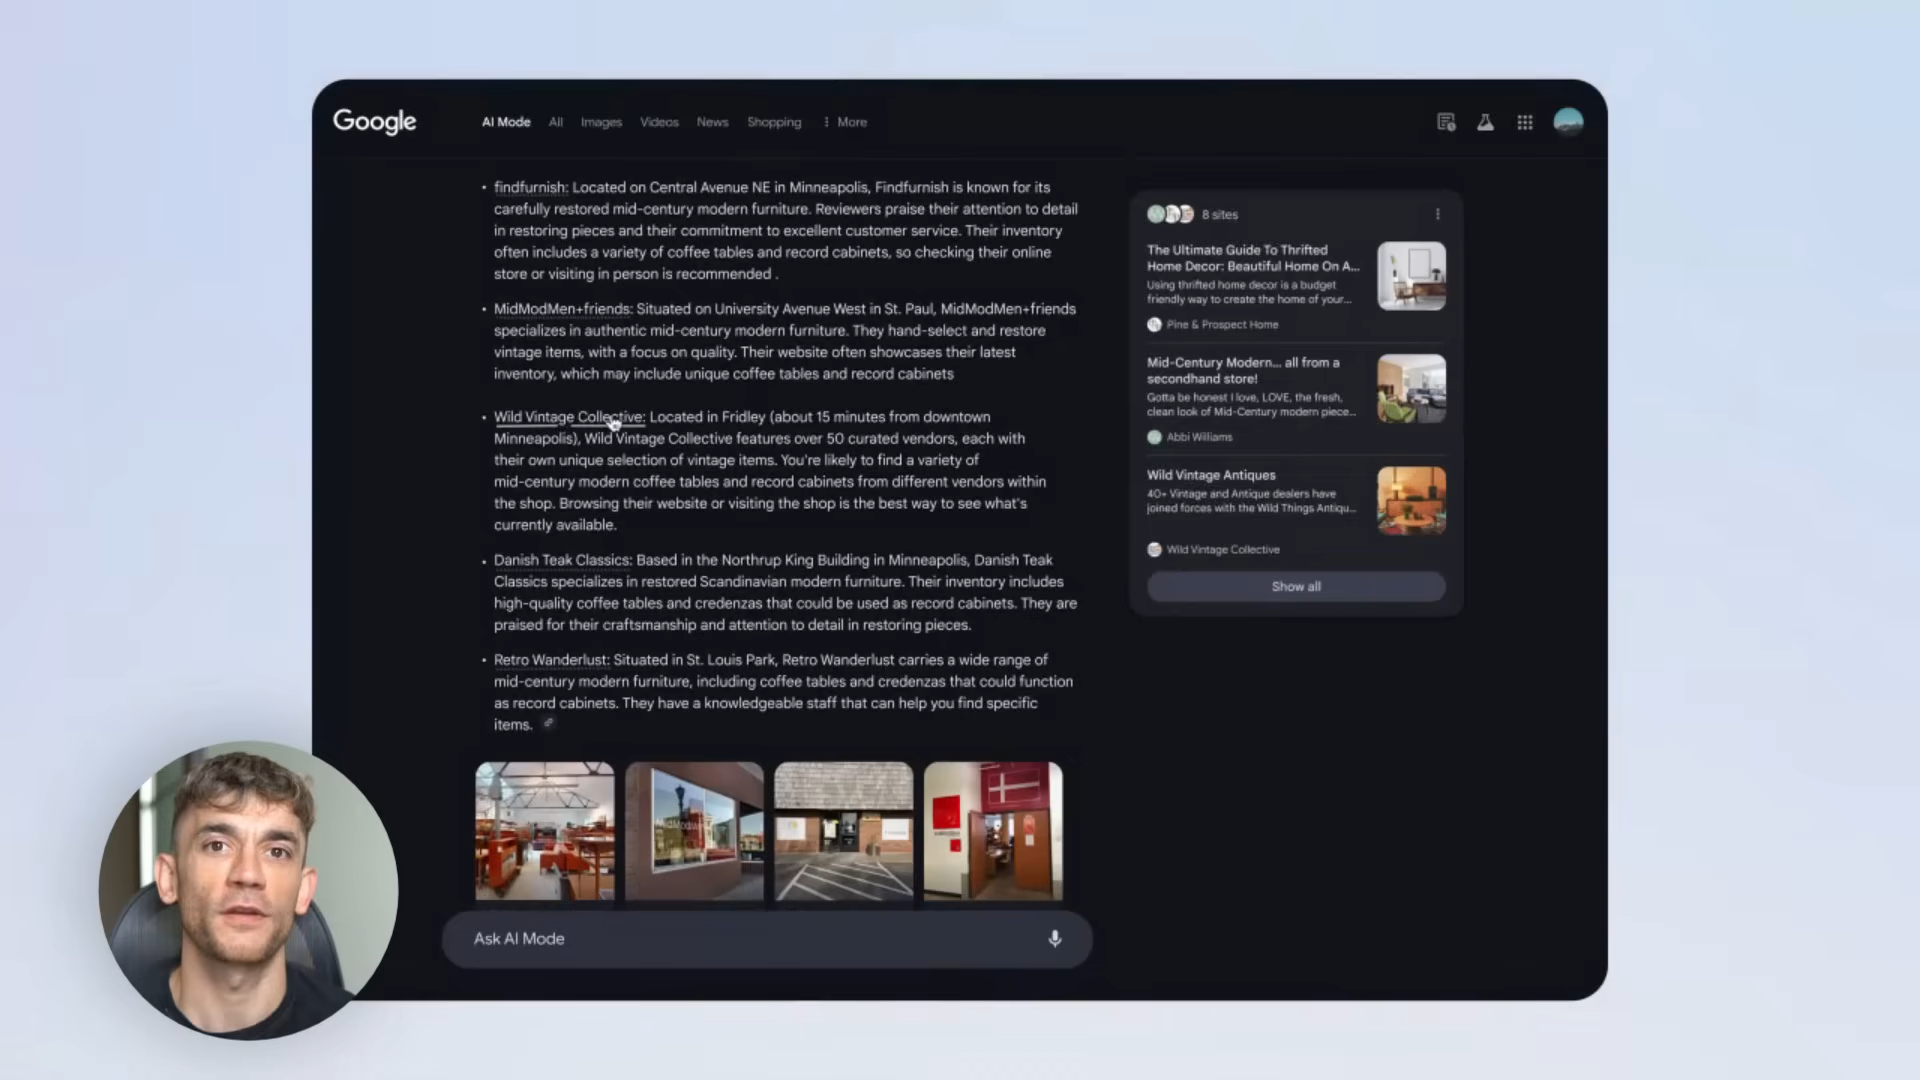 Google
AI Mode
All
Images
Videos
News
Shopping
More
findfurnish: Located on Central Avenue NE in Minneapolis, Findfurnish is known for its
carefully restored mid-century modern furniture. Reviewers praise their attention to detail
in restoring pieces and their commitment to excellent customer service. Their inventory
often includes a variety of coffee tables and record cabinets, so checking their online
store or visiting in person is recommended .
MidModMen+friends: Situated on University Avenue West in St. Paul, MidModMen+friends
specializes in authentic mid-century modern furniture. They hand-select and restore
vintage items, with a focus on quality. Their website often showcases their latest
inventory, which may include unique coffee tables and record cabinets
Wild Vintage Collective: Located in Fridley (about 15 minutes from downtown
Minneapolis), Wild Vintage Collective features over 50 curated vendors, each with
their own unique selection of vintage items. You're likely to find a variety of
mid-century modern coffee tables and record cabinets from different vendors within
the shop. Browsing their website or visiting the shop is the best way to see what's
currently available.
Danish Teak Classics: Based in the Northrup King Building in Minneapolis, Danish Teak
Classics specializes in restored Scandinavian modern furniture. Their inventory includes
high-quality coffee tables and credenzas that could be used as record cabinets. They are
praised for their craftsmanship and attention to detail in restoring pieces.
Retro Wanderlust: Situated in St. Louis Park, Retro Wanderlust carries a wide range of
mid-century modern furniture, including coffee tables and credenzas that could function
as record cabinets. They have a knowledgeable staff that can help you find specific
items.
Ask AI Mode
8 sites
The Ultimate Guide To Thrifted
Home Decor: Beautiful Home On A...
Using thrifted home decor is a budget
friendly way to create the home of your...
Pine & Prospect Home
Mid-Century Modern... all from a
secondhand store!
Gotta be honest I love, LOVE, the fresh,
clean look of Mid-Century modern piece...
Abbi Williams
Wild Vintage Antiques
40+ Vintage and Antique dealers have
joined forces with the Wild Things Antiqu...
Wild Vintage Collective
Show all